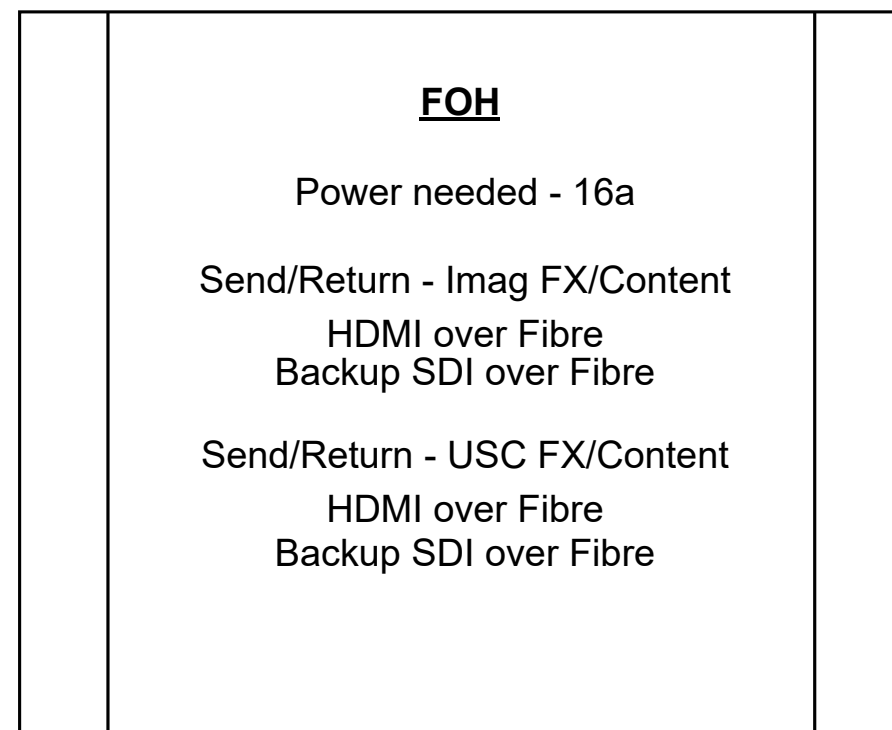 FOH
Power needed - 16a
Send/Return - Imag FX/Content
HDMI over Fibre
Backup SDI over Fibre
Send/Return - USC FX/Content
HDMI over Fibre
Backup SDI over Fibre